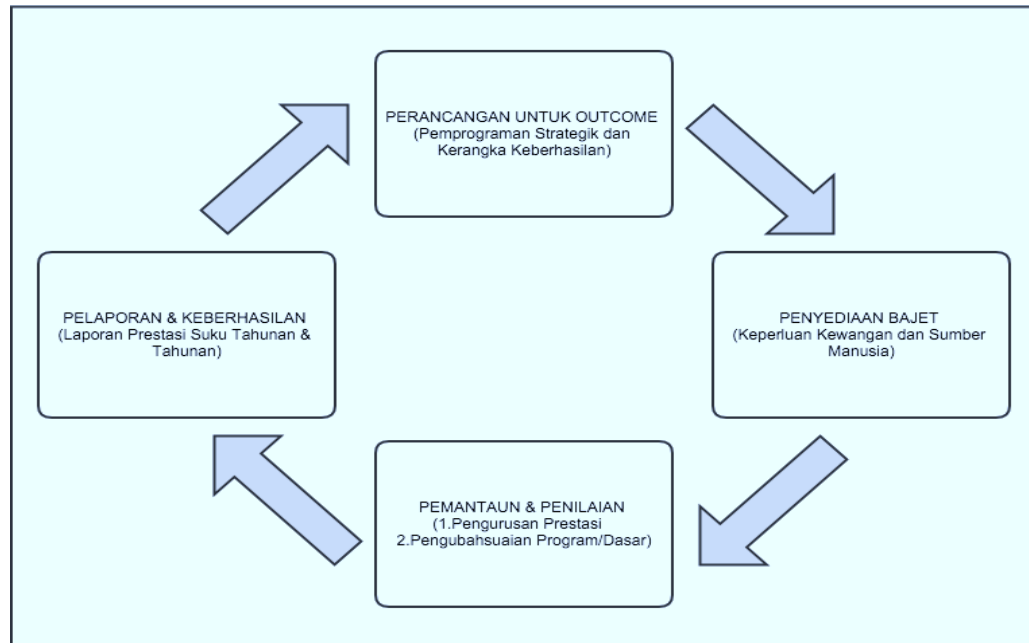 PERANCANGAN UNTUK OUTCOME
(Pemprograman Strategik dan
Kerangka Keberhasilan)
PELAPORAN & KEBERHASILAN
(Laporan Prestasi Suku Tahunan &
Tahunan)
PENYEDIAAN BAJET
(Keperluan Kewangan dan Sumber
Manusia)
PEMANTAUN & PENILAIAN
(1.Pengurusan Prestasi
2.Pengubahsuaian Program/Dasar)